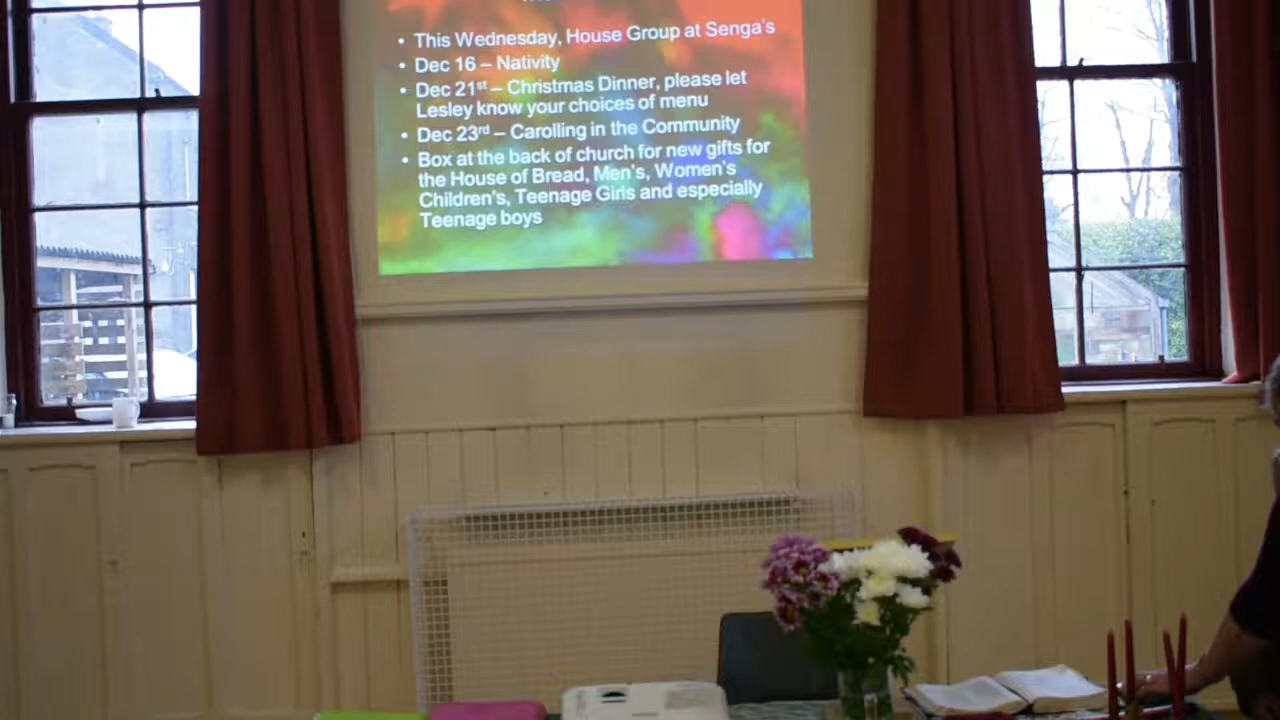 • This Wednesday, House Group at Senga's
• Dec 16 – Nativity
• Dec 21st – Christmas Dinner, please let
Lesley know your choices of menu
• Dec 23rd – Carolling in the Community
• Box at the back of church for new gifts for
the House of Bread, Men's, Women's
Children's, Teenage Girls and especially
Teenage boys